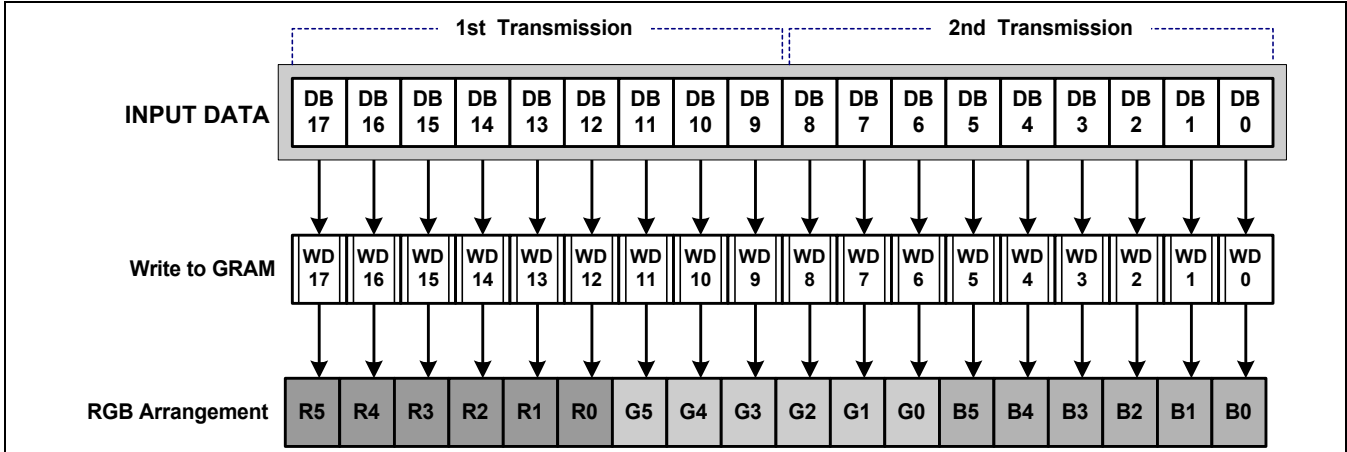 1st Transmission 2nd Transmission
INPUT DATA DB 17 DB 16 DB 15 DB 14 DB 13 DB 12 DB 11 DB 10 DB 9 DB 8 DB 7 DB 6 DB 5 DB 4 DB 3 DB 2 DB 1 DB 0
Write to GRAM WD 17 WD 16 WD 15 WD 14 WD 13 WD 12 WD 11 WD 10 WD 9 WD 8 WD 7 WD 6 WD 5 WD 4 WD 3 WD 2 WD 1 WD 0
RGB Arrangement R5 R4 R3 R2 R1 R0 G5 G4 G3 G2 G1 G0 B5 B4 B3 B2 B1 B0